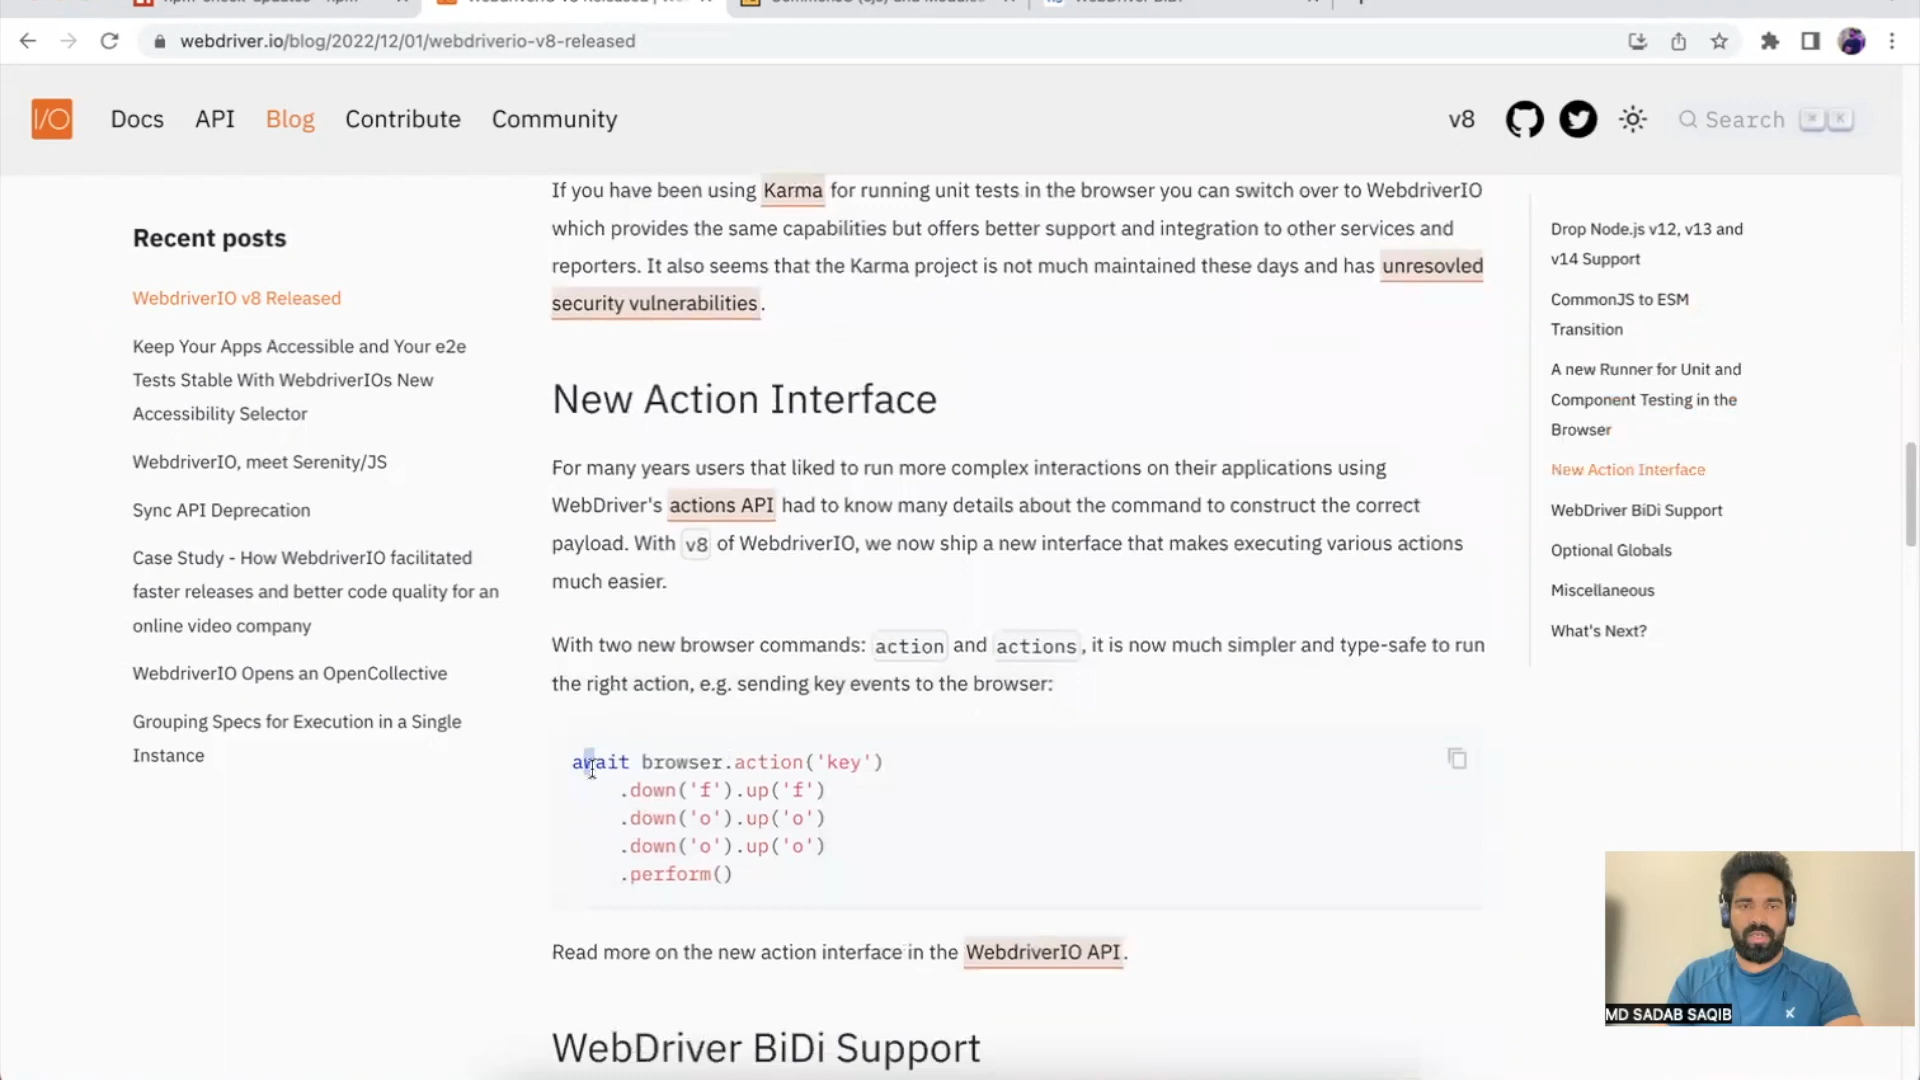 webdriver.io/blog/2022/12/01/webdriverio-v8-released
I/O
Docs API Blog Contribute Community
v8
Search ⌘ K
Recent posts
WebdriverIO v8 Released
Keep Your Apps Accessible and Your e2e
Tests Stable With WebdriverIOs New
Accessibility Selector
WebdriverIO, meet Serenity/JS
Sync API Deprecation
Case Study - How WebdriverIO facilitated
faster releases and better code quality for an
online video company
WebdriverIO Opens an OpenCollective
Grouping Specs for Execution in a Single
Instance
If you have been using Karma for running unit tests in the browser you can switch over to WebdriverIO
which provides the same capabilities but offers better support and integration to other services and
reporters. It also seems that the Karma project is not much maintained these days and has unresovled
security vulnerabilities.
New Action Interface
For many years users that liked to run more complex interactions on their applications using
WebDriver's actions API had to know many details about the command to construct the correct
payload. With v8 of WebdriverIO, we now ship a new interface that makes executing various actions
much easier.
With two new browser commands: action and actions, it is now much simpler and type-safe to run
the right action, e.g. sending key events to the browser:
await browser.action('key')
.down('f').up('f')
.down('o').up('o')
.down('o').up('o')
.perform()
Read more on the new action interface in the WebdriverIO API.
WebDriver BiDi Support
Drop Node.js v12, v13 and
v14 Support
CommonJS to ESM
Transition
A new Runner for Unit and
Component Testing in the
Browser
New Action Interface
WebDriver BiDi Support
Optional Globals
Miscellaneous
What's Next?
MD SADAB SAQIB